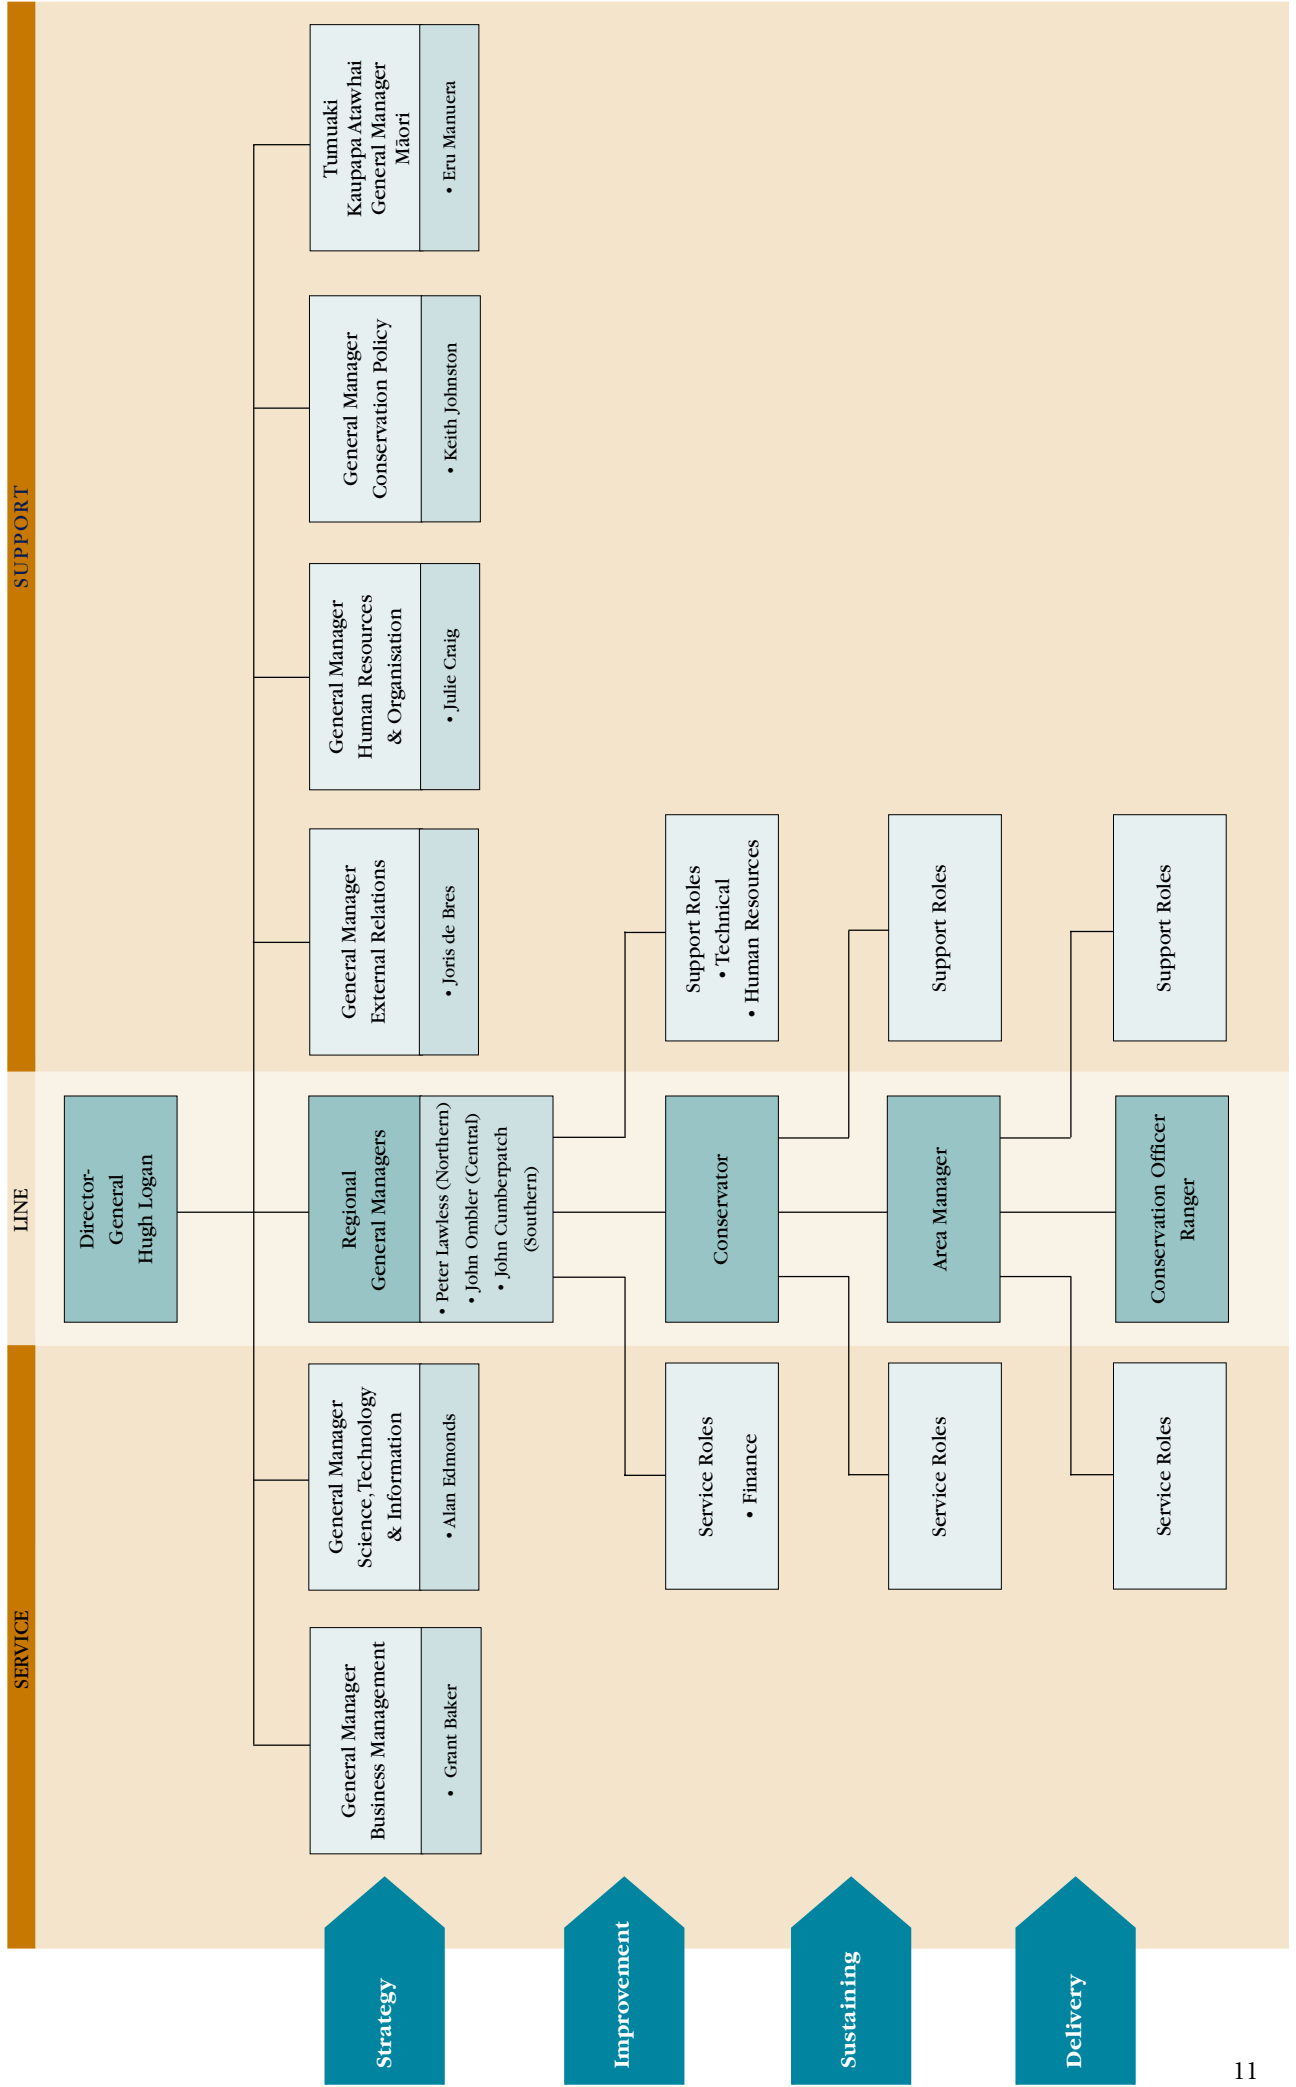 SERVICE
LINE
SUPPORT
Director-
General
Hugh Logan
Strategy
General Manager
Business Management
• Grant Baker
General Manager
Science, Technology
& Information
• Alan Edmonds
Regional
General Managers
• Peter Lawless (Northern)
• John Ombler (Central)
• John Cumberpatch
(Southern)
General Manager
External Relations
• Joris de Bres
General Manager
Human Resources
& Organisation
• Julie Craig
General Manager
Conservation Policy
• Keith Johnston
Tumuaki
Kaupapa Atawhai
General Manager
Māori
• Eru Manuera
Improvement
Service Roles
• Finance
Conservator
Support Roles
• Technical
• Human Resources
Sustaining
Service Roles
Area Manager
Support Roles
Delivery
Service Roles
Conservation Officer
Ranger
Support Roles
11